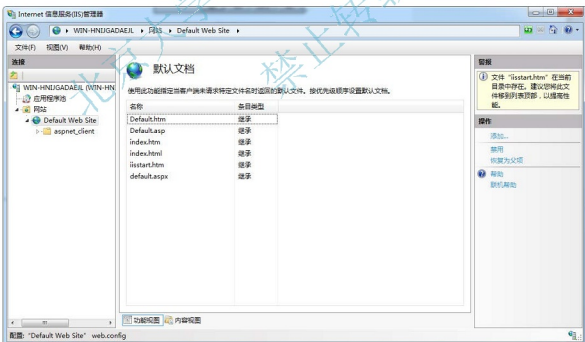 Internet 信息服务(IIS)管理器
WIN-HNIJGADAEJL ▸ 网站 ▸ Default Web Site ▸
文件(F) 视图(V) 帮助(H)
连接
WIN-HNIJGADAEJL (WIN-HN
应用程序池
网站
Default Web Site
aspnet_client
默认文档
使用此功能指定当客户端未请求特定文件名时返回的默认文件。按优先级顺序设置默认文档。
名称 条目类型
Default.htm 继承
Default.asp 继承
index.htm 继承
index.html 继承
iisstart.htm 继承
default.aspx 继承
功能视图 内容视图
警报
文件“iisstart.htm”在当前
目录中存在。建议您将此文
件移到列表顶部，以提高性
能。
操作
添加...
禁用
恢复为父项
帮助
联机帮助
配置: "Default Web Site" web.config
北京大学
禁止转